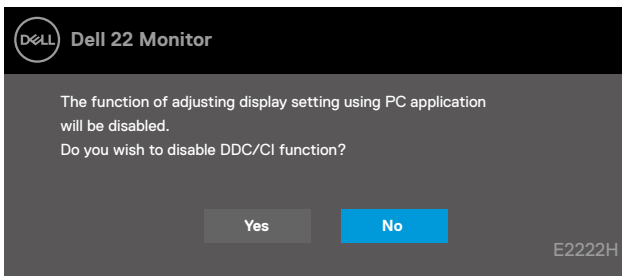 DELL
Dell 22 Monitor
The function of adjusting display setting using PC application
will be disabled.
Do you wish to disable DDC/CI function?
Yes
No
E2222H